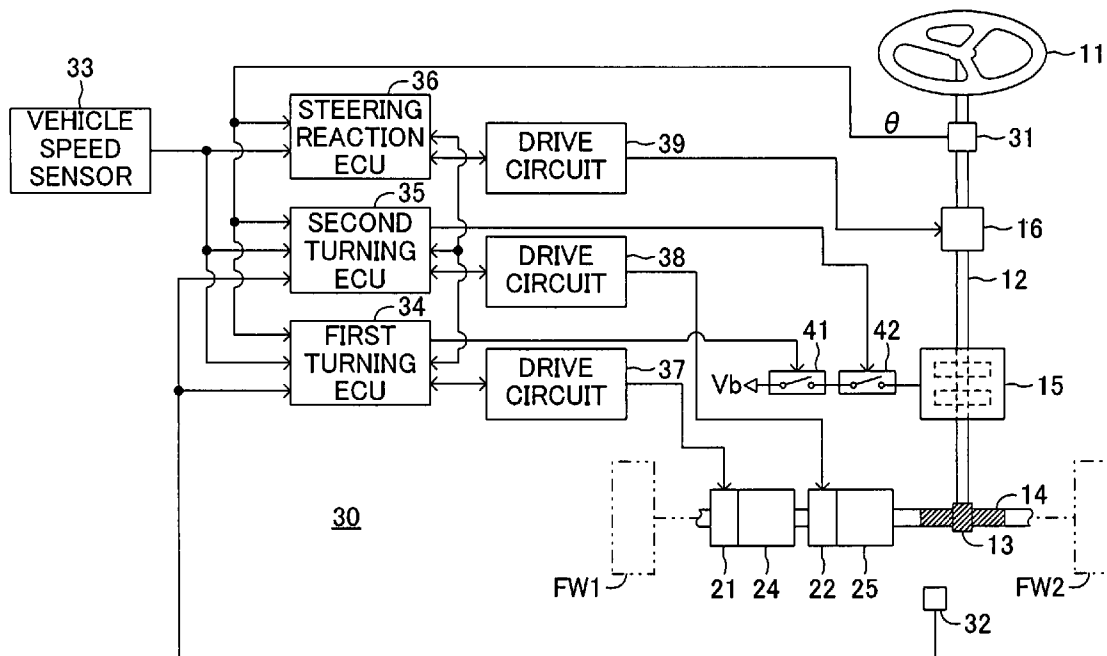 11
33
36
VEHICLE
SPEED
SENSOR
STEERING
REACTION
ECU
DRIVE
CIRCUIT
39
θ
31
35
SECOND
TURNING
ECU
DRIVE
CIRCUIT
38
16
12
34
FIRST
TURNING
ECU
DRIVE
CIRCUIT
37
41
42
Vb
15
30
14
13
FW1
21
24
22
25
FW2
32